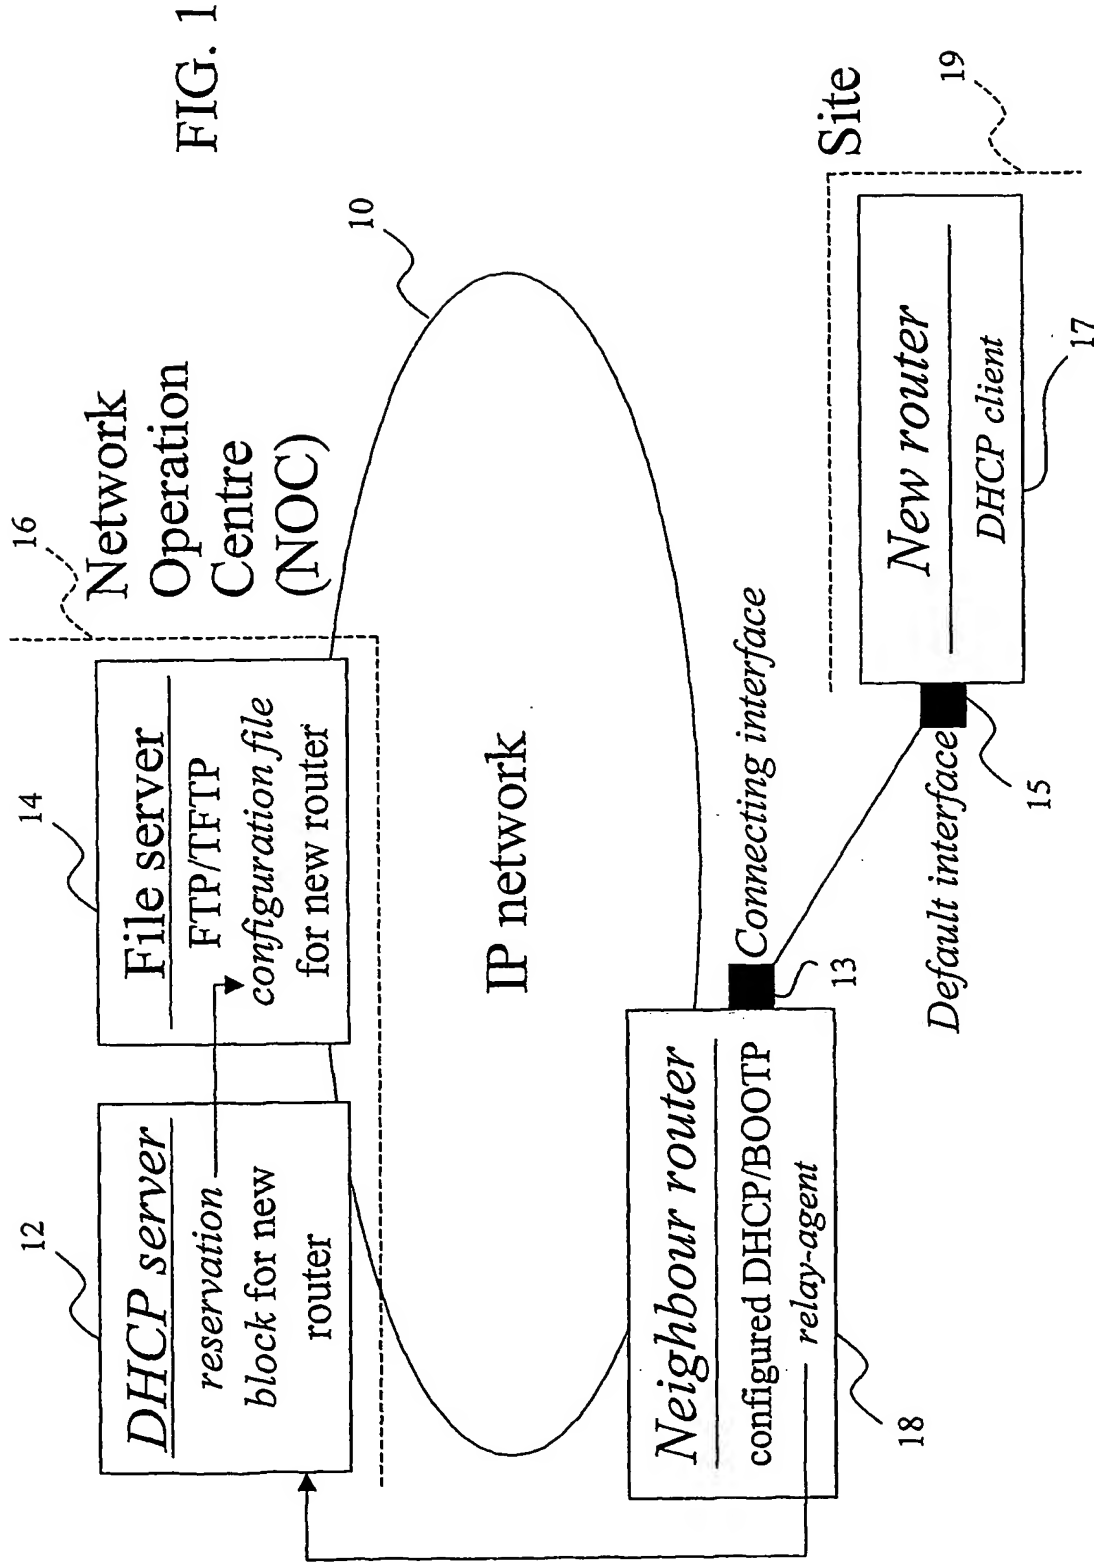 FIG. 1
16
Network
Operation
Centre
(NOC)
12
DHCP server
reservation
block for new
router
14
File server
FTP/TFTP
configuration file
for new router
10
IP network
Neighbour router
configured DHCP/BOOTP
relay-agent
18
Connecting interface
13
Default interface
15
Site
19
New router
DHCP client
17